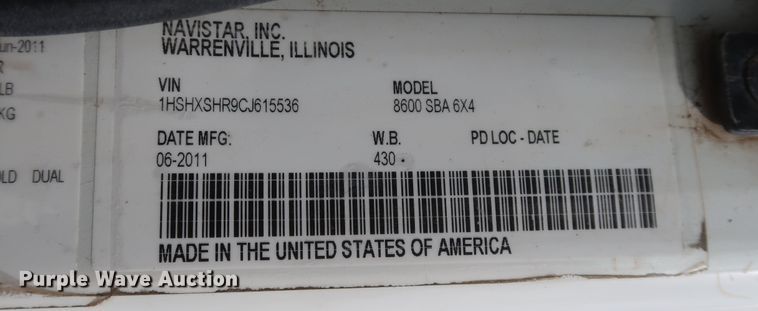 NAVISTAR, INC.
WARRENVILLE, ILLINOIS
un-2011
R
LB
KG
OLD DUAL
VIN MODEL
1HSHXSHR9CJ615536 8600 SBA 6X4
DATE MFG: W.B. PD LOC - DATE
06-2011 430
MADE IN THE UNITED STATES OF AMERICA
Purple Wave Auction